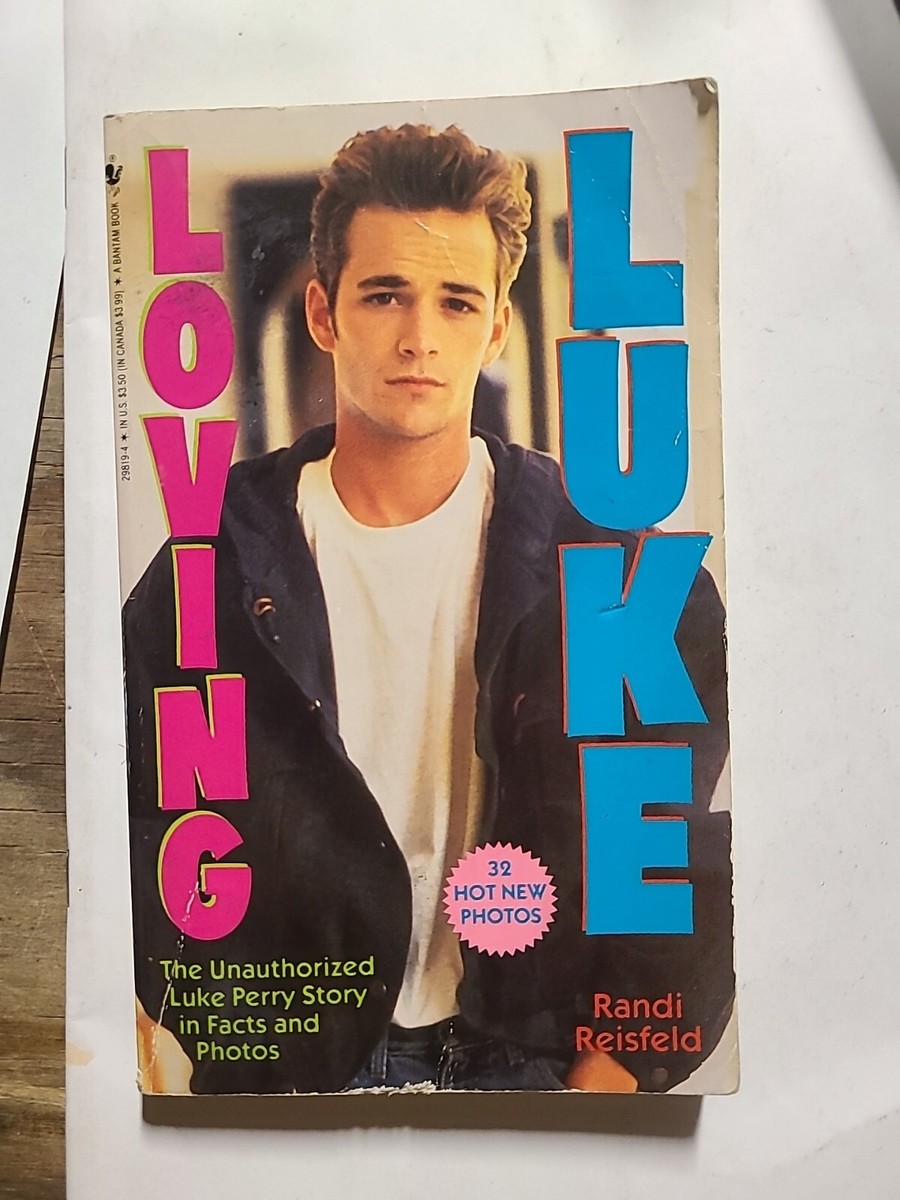 LOVING
LUKE
29819-4 ★ IN U.S. $3.50 (IN CANADA $3.99) ★ A BANTAM BOOK
32
HOT NEW
PHOTOS
The Unauthorized
Luke Perry Story
in Facts and
Photos
Randi
Reisfeld